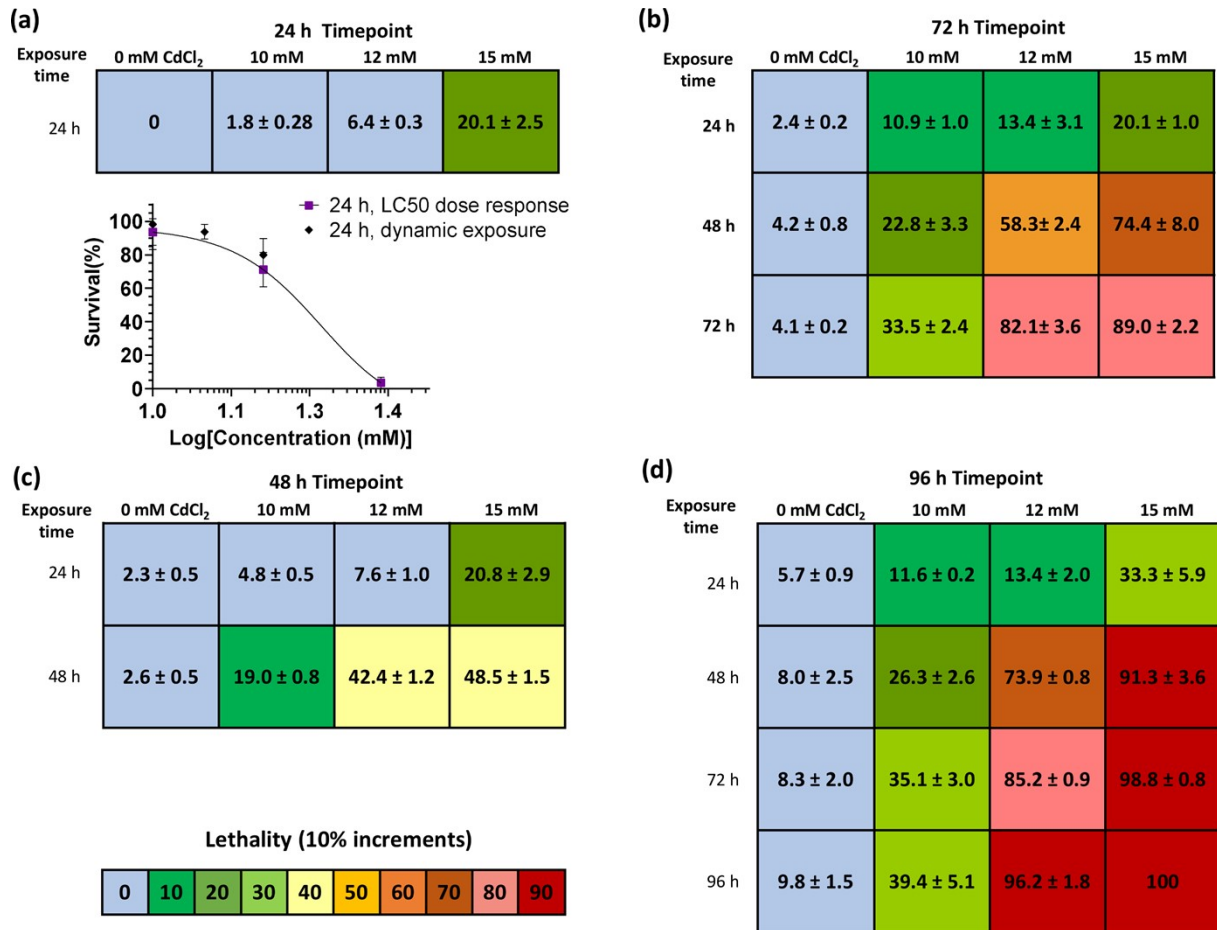 (a)
24 h Timepoint
Exposure time
0 mM CdCl₂ 10 mM 12 mM 15 mM
24 h 0 1.8 ± 0.28 6.4 ± 0.3 20.1 ± 2.5
24 h, LC50 dose response
24 h, dynamic exposure
Survival(%)
100
80
60
40
20
0
1.0 1.1 1.3 1.4
Log[Concentration (mM)]
(b)
72 h Timepoint
Exposure time
0 mM CdCl₂ 10 mM 12 mM 15 mM
24 h 2.4 ± 0.2 10.9 ± 1.0 13.4 ± 3.1 20.1 ± 1.0
48 h 4.2 ± 0.8 22.8 ± 3.3 58.3± 2.4 74.4 ± 8.0
72 h 4.1 ± 0.2 33.5 ± 2.4 82.1± 3.6 89.0 ± 2.2
(c)
48 h Timepoint
Exposure time
0 mM CdCl₂ 10 mM 12 mM 15 mM
24 h 2.3 ± 0.5 4.8 ± 0.5 7.6 ± 1.0 20.8 ± 2.9
48 h 2.6 ± 0.5 19.0 ± 0.8 42.4 ± 1.2 48.5 ± 1.5
Lethality (10% increments)
0 10 20 30 40 50 60 70 80 90
(d)
96 h Timepoint
Exposure time
0 mM CdCl₂ 10 mM 12 mM 15 mM
24 h 5.7 ± 0.9 11.6 ± 0.2 13.4 ± 2.0 33.3 ± 5.9
48 h 8.0 ± 2.5 26.3 ± 2.6 73.9 ± 0.8 91.3 ± 3.6
72 h 8.3 ± 2.0 35.1 ± 3.0 85.2 ± 0.9 98.8 ± 0.8
96 h 9.8 ± 1.5 39.4 ± 5.1 96.2 ± 1.8 100